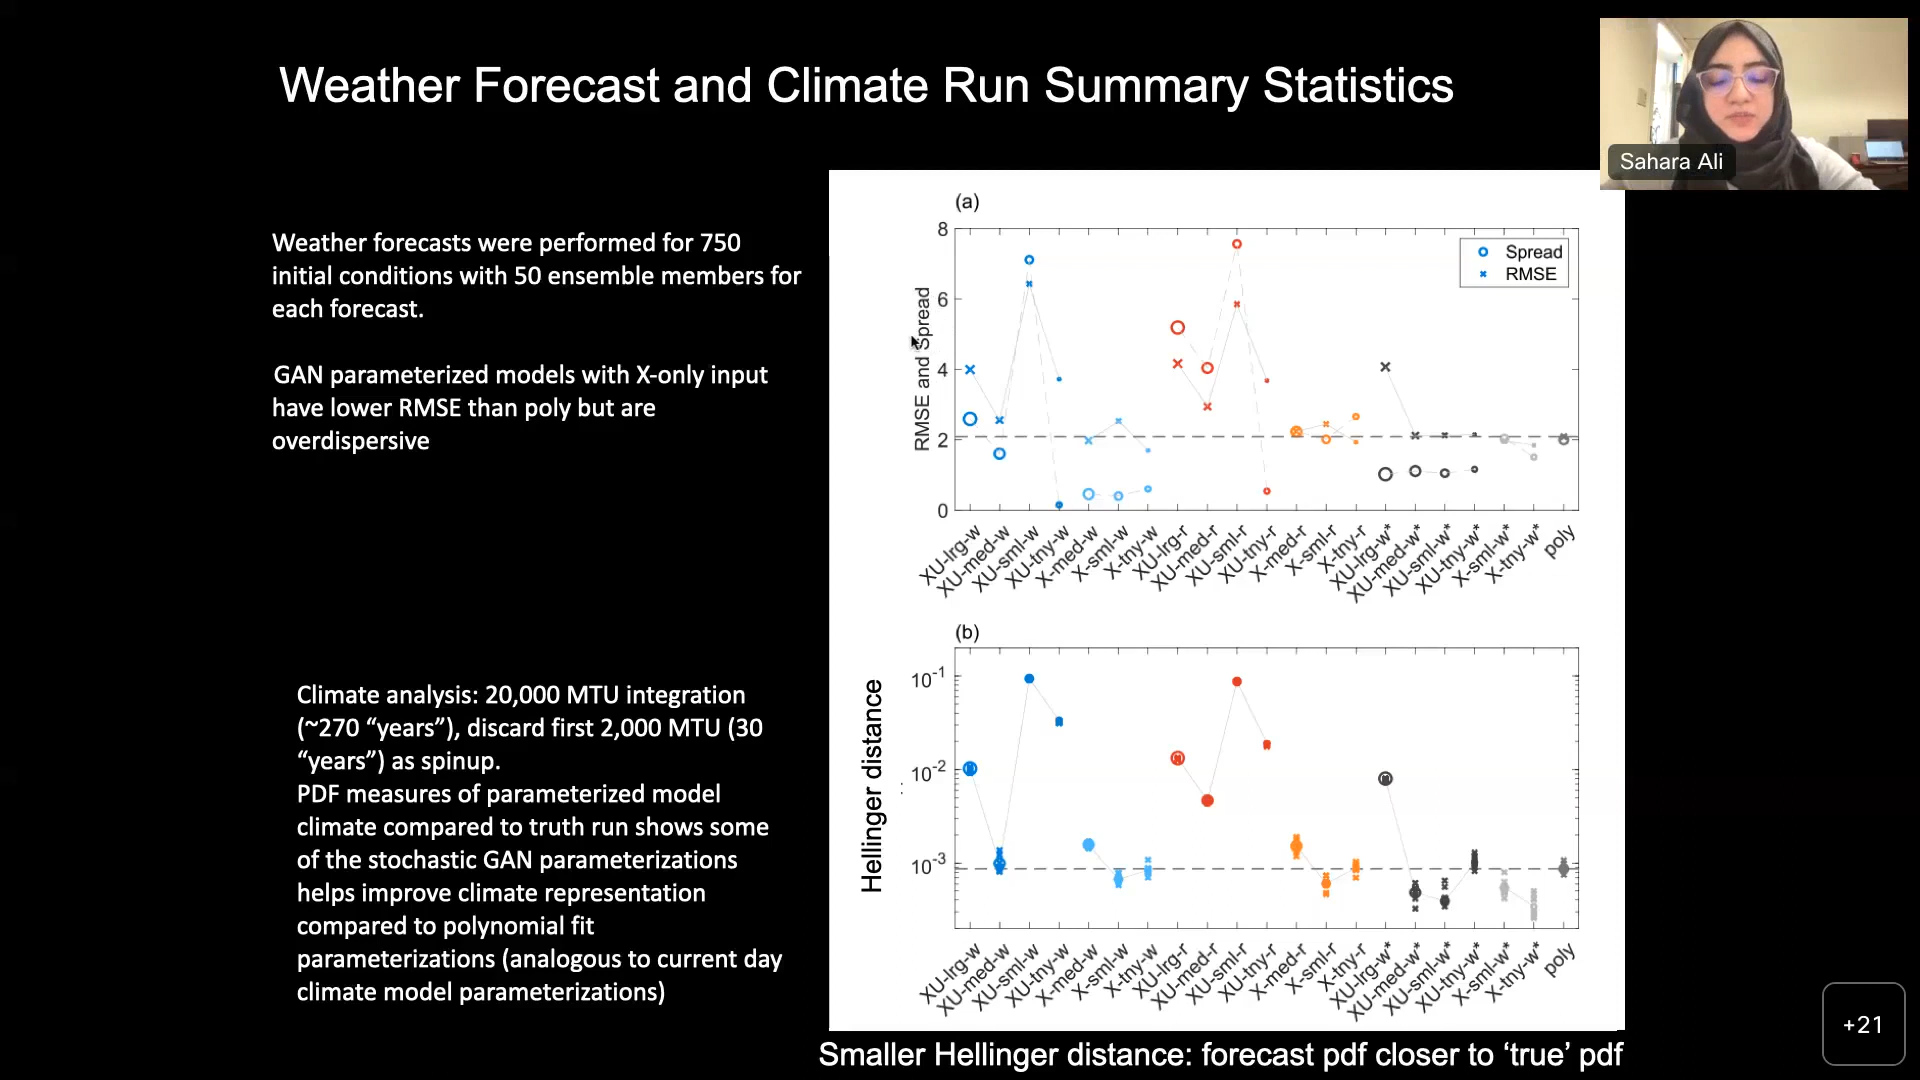 Weather Forecast and Climate Run Summary Statistics
Sahara Ali
Weather forecasts were performed for 750
initial conditions with 50 ensemble members for
each forecast.
GAN parameterized models with X-only input
have lower RMSE than poly but are
overdispersive
Climate analysis: 20,000 MTU integration
(~270 “years”), discard first 2,000 MTU (30
“years”) as spinup.
PDF measures of parameterized model
climate compared to truth run shows some
of the stochastic GAN parameterizations
helps improve climate representation
compared to polynomial fit
parameterizations (analogous to current day
climate model parameterizations)
(a)
RMSE and Spread
8
6
4
2
0
Spread
RMSE
XU-lrg-w
XU-med-w
XU-sml-w
XU-tny-w
X-med-w
X-sml-w
X-tny-w
XU-lrg-r
XU-med-r
XU-sml-r
XU-tny-r
X-med-r
X-sml-r
X-tny-r
XU-lrg-w*
XU-med-w*
XU-sml-w*
XU-tny-w*
X-sml-w*
X-tny-w*
poly
(b)
Hellinger distance
10⁻¹
10⁻²
10⁻³
XU-lrg-w
XU-med-w
XU-sml-w
XU-tny-w
X-med-w
X-sml-w
X-tny-w
XU-lrg-r
XU-med-r
XU-sml-r
XU-tny-r
X-med-r
X-sml-r
X-tny-r
XU-lrg-w*
XU-med-w*
XU-sml-w*
XU-tny-w*
X-sml-w*
X-tny-w*
poly
Smaller Hellinger distance: forecast pdf closer to ‘true’ pdf
+21